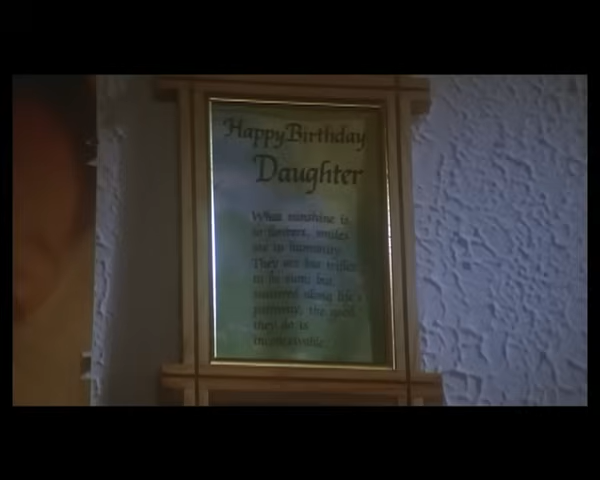 Happy Birthday
Daughter
What sunshine is
to flowers, smiles
are to humanity.
They are but trifles
to be sure; but
scattered along life's
pathway, the good
they do is
inconceivable.